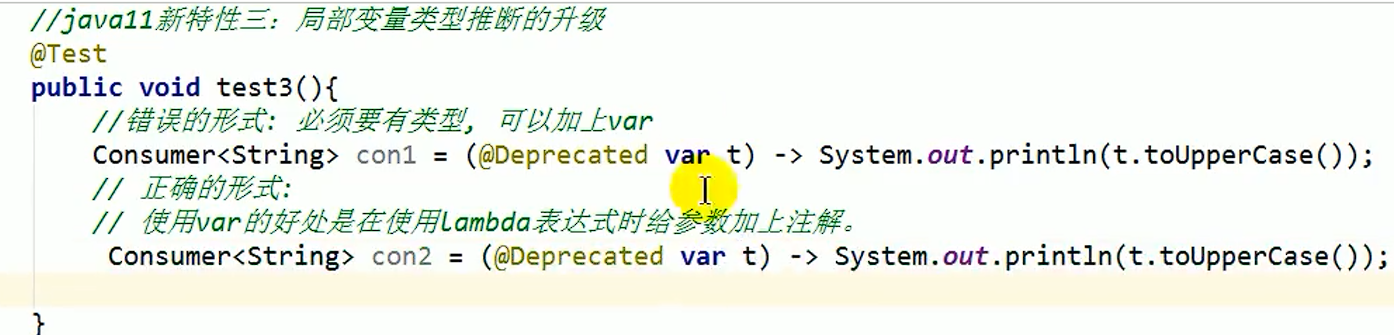 //java11新特性三：局部变量类型推断的升级
@Test
public void test3(){
//错误的形式: 必须要有类型, 可以加上var
Consumer<String> con1 = (@Deprecated var t) -> System.out.println(t.toUpperCase());
// 正确的形式:
// 使用var的好处是在使用lambda表达式时给参数加上注解。
Consumer<String> con2 = (@Deprecated var t) -> System.out.println(t.toUpperCase());
}